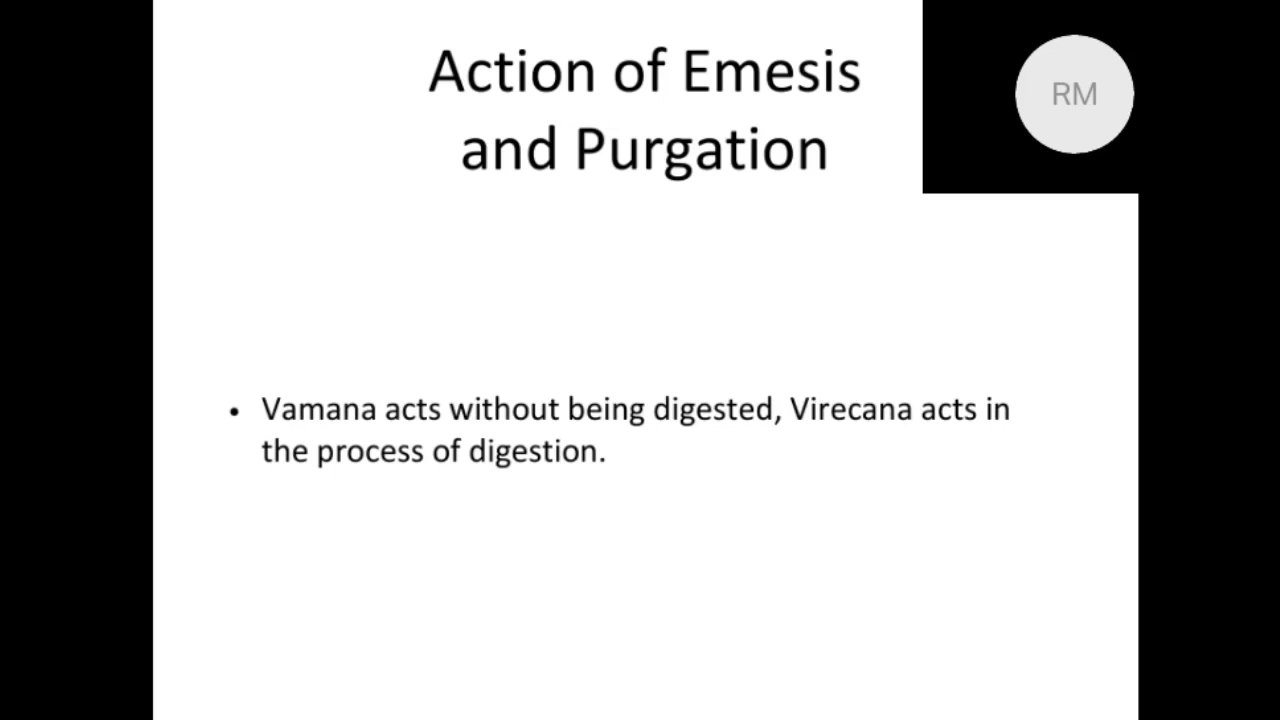 Action of Emesis
and Purgation
RM
• Vamana acts without being digested, Virecana acts in
the process of digestion.